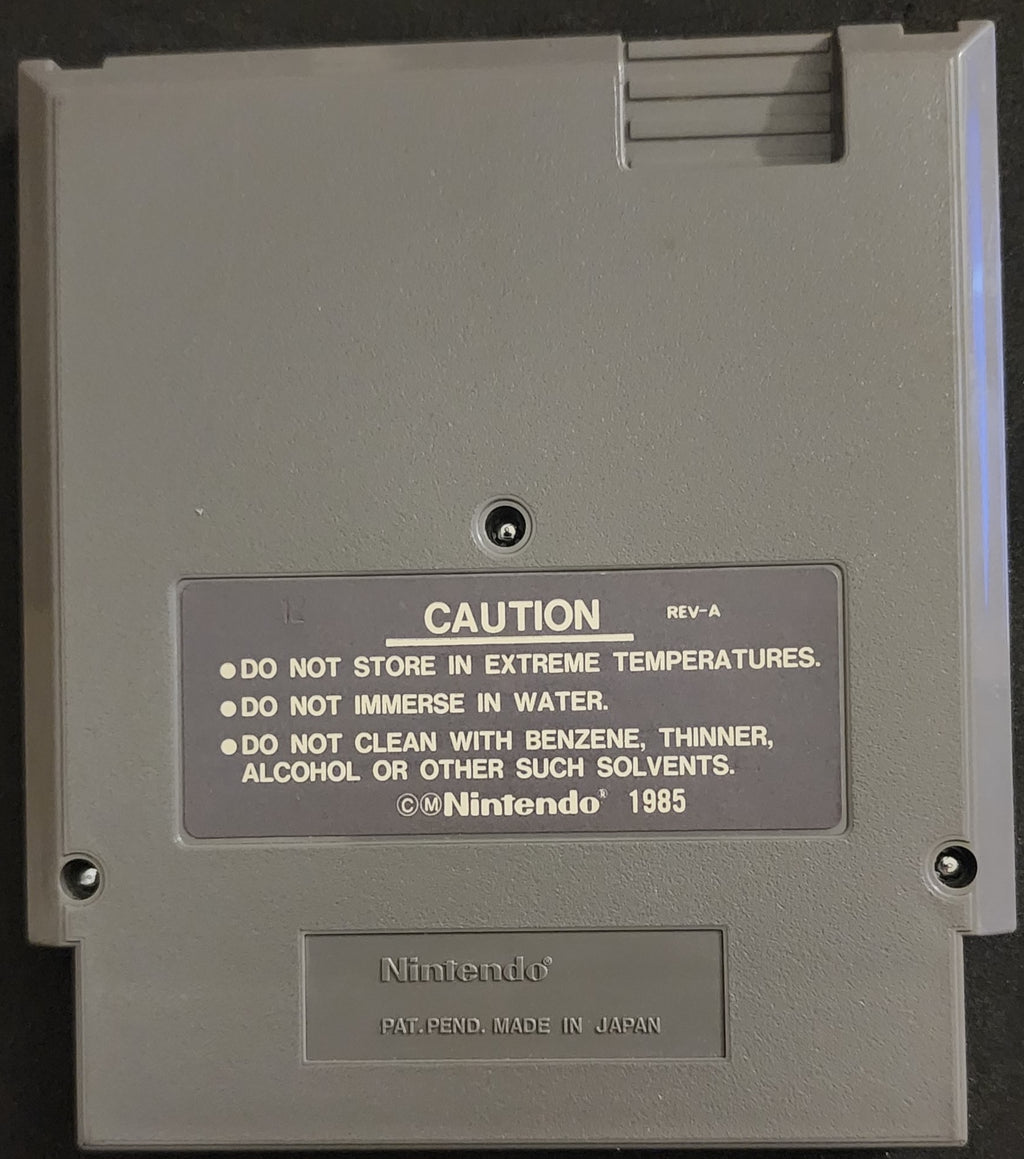 12
CAUTION REV-A
●DO NOT STORE IN EXTREME TEMPERATURES.
●DO NOT IMMERSE IN WATER.
●DO NOT CLEAN WITH BENZENE, THINNER,
ALCOHOL OR OTHER SUCH SOLVENTS.
©ⓂNintendo® 1985
Nintendo®
PAT. PEND. MADE IN JAPAN